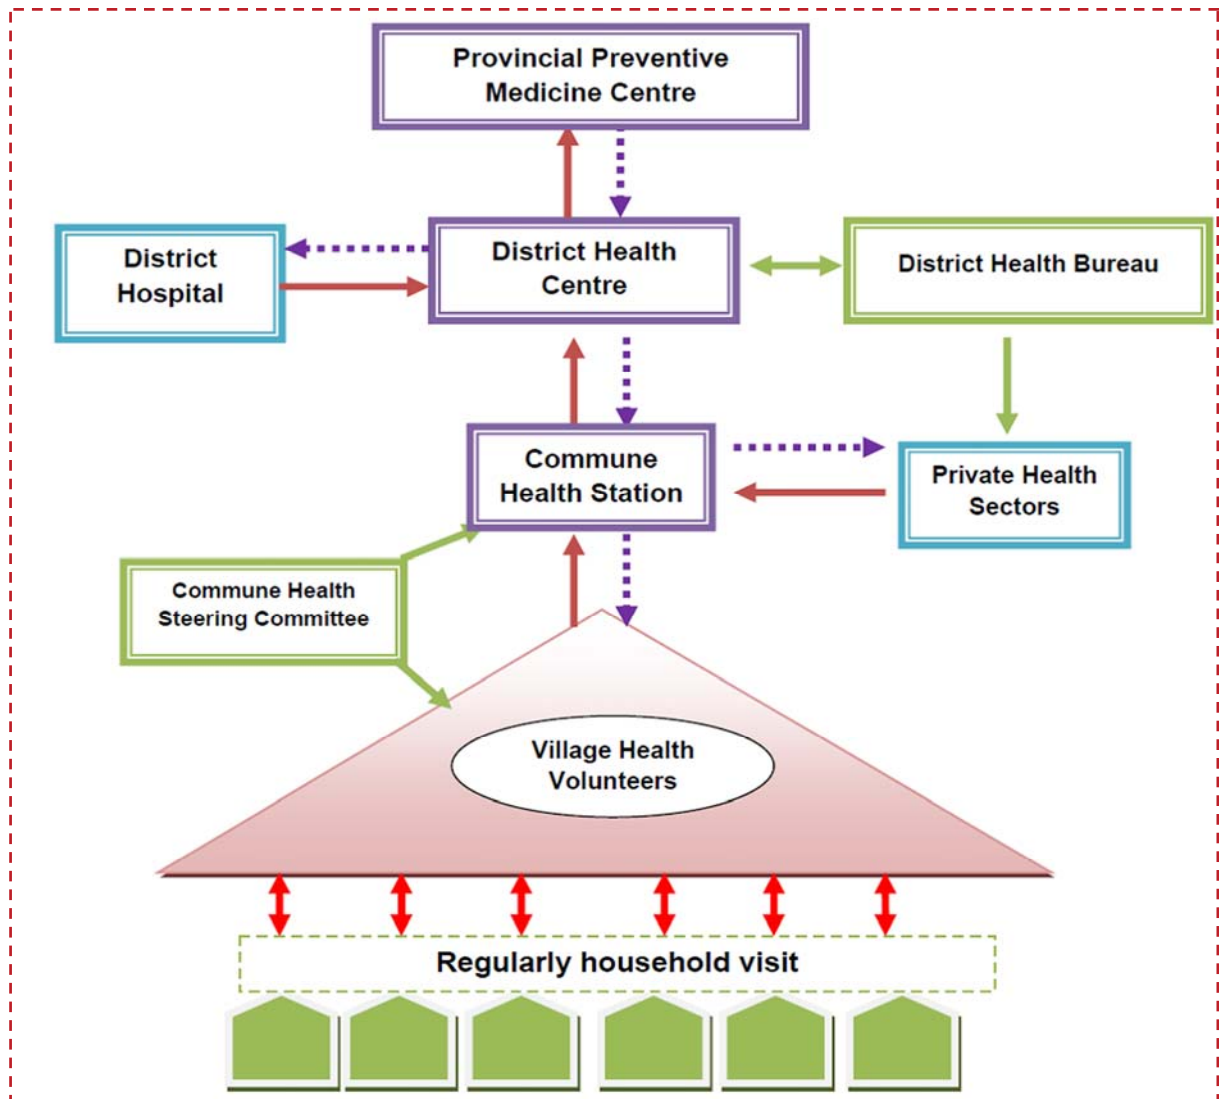 Provincial Preventive
Medicine Centre
District
Hospital
District Health
Centre
District Health Bureau
Commune
Health Station
Private Health
Sectors
Commune Health
Steering Committee
Village Health
Volunteers
Regularly household visit